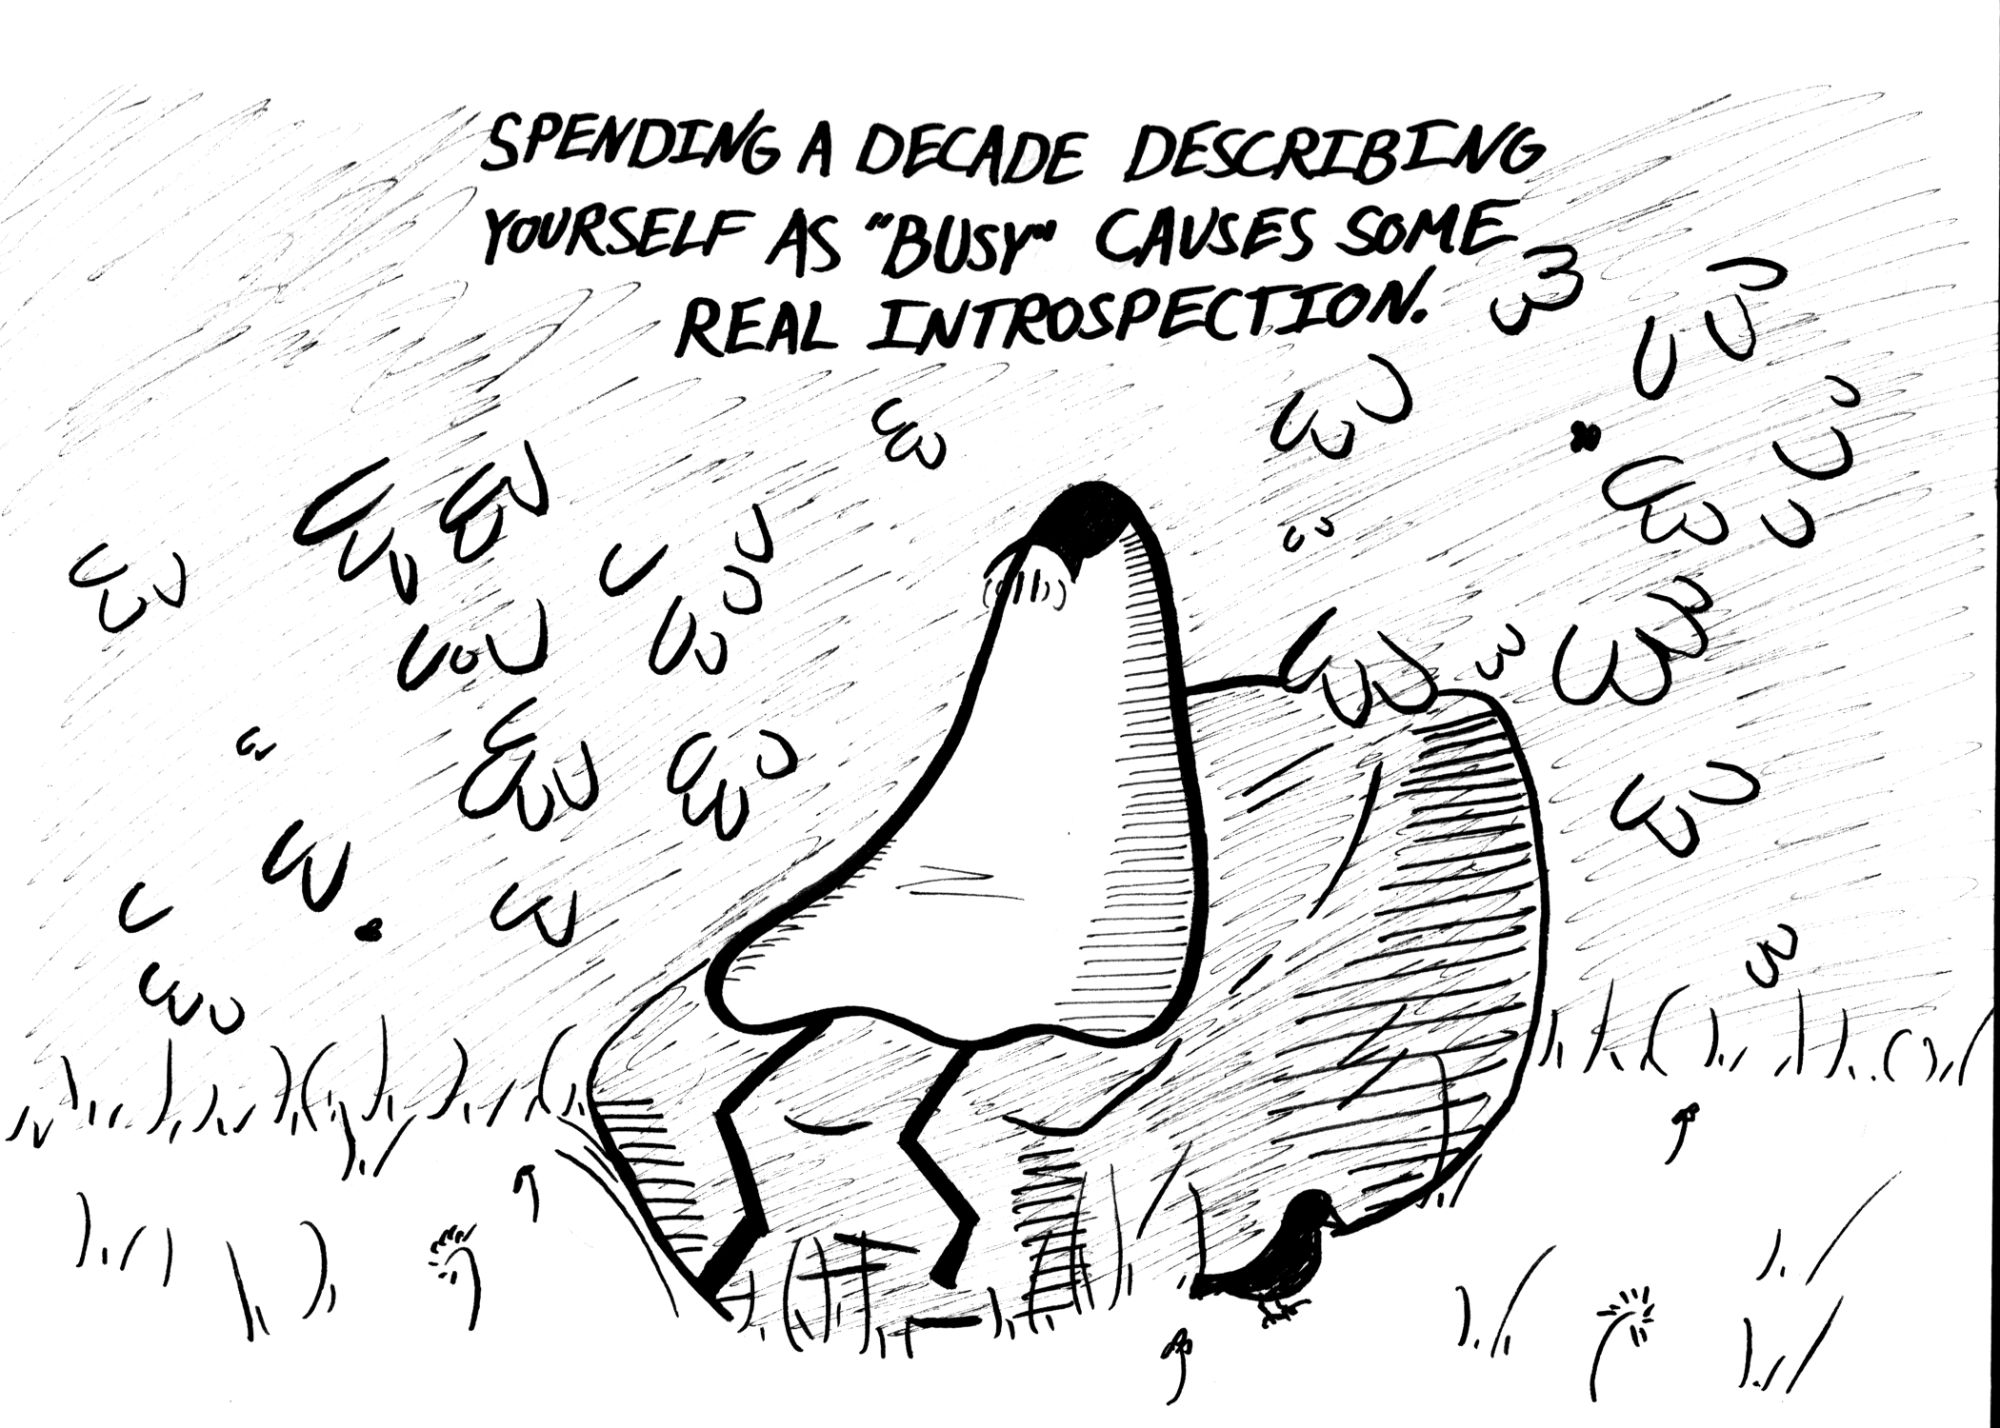 SPENDING A DECADE DESCRIBING
YOURSELF AS "BUSY" CAUSES SOME
REAL INTROSPECTION.